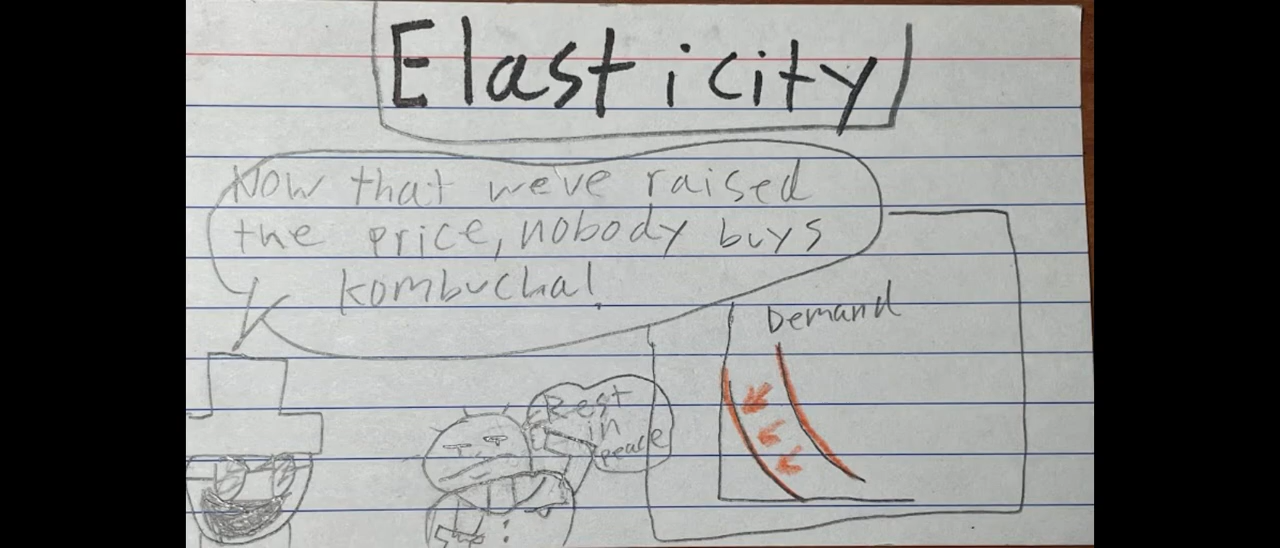 Elasticity
Now that we've raised
the price, nobody buys
kombucha!
Demand
Rest
in
peace